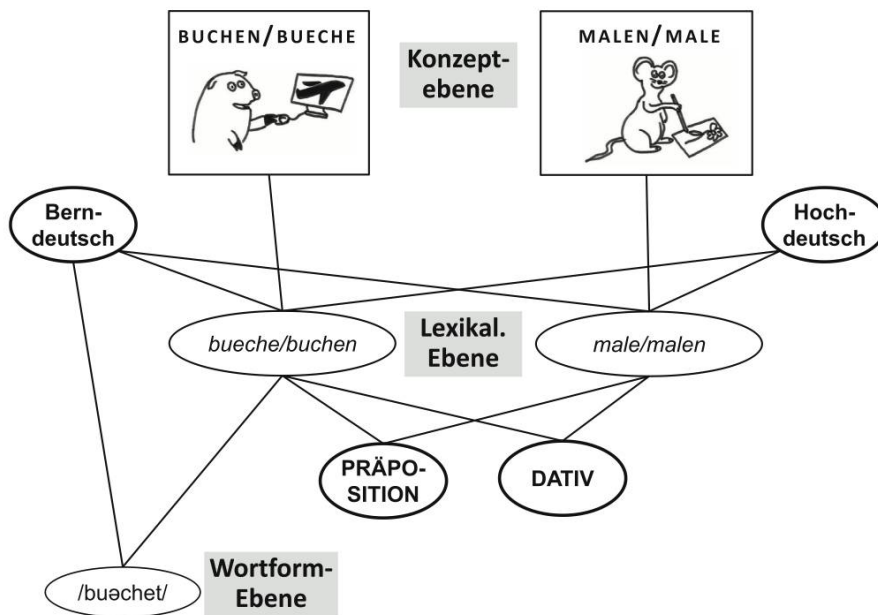 BUCHEN/BUECHE
Konzept-
ebene
MALEN/MALE
Bern-
deutsch
Hoch-
deutsch
bueche/buchen
Lexikal.
Ebene
male/malen
PRÄPO-
SITION
DATIV
/buəchet/
Wortform-
Ebene